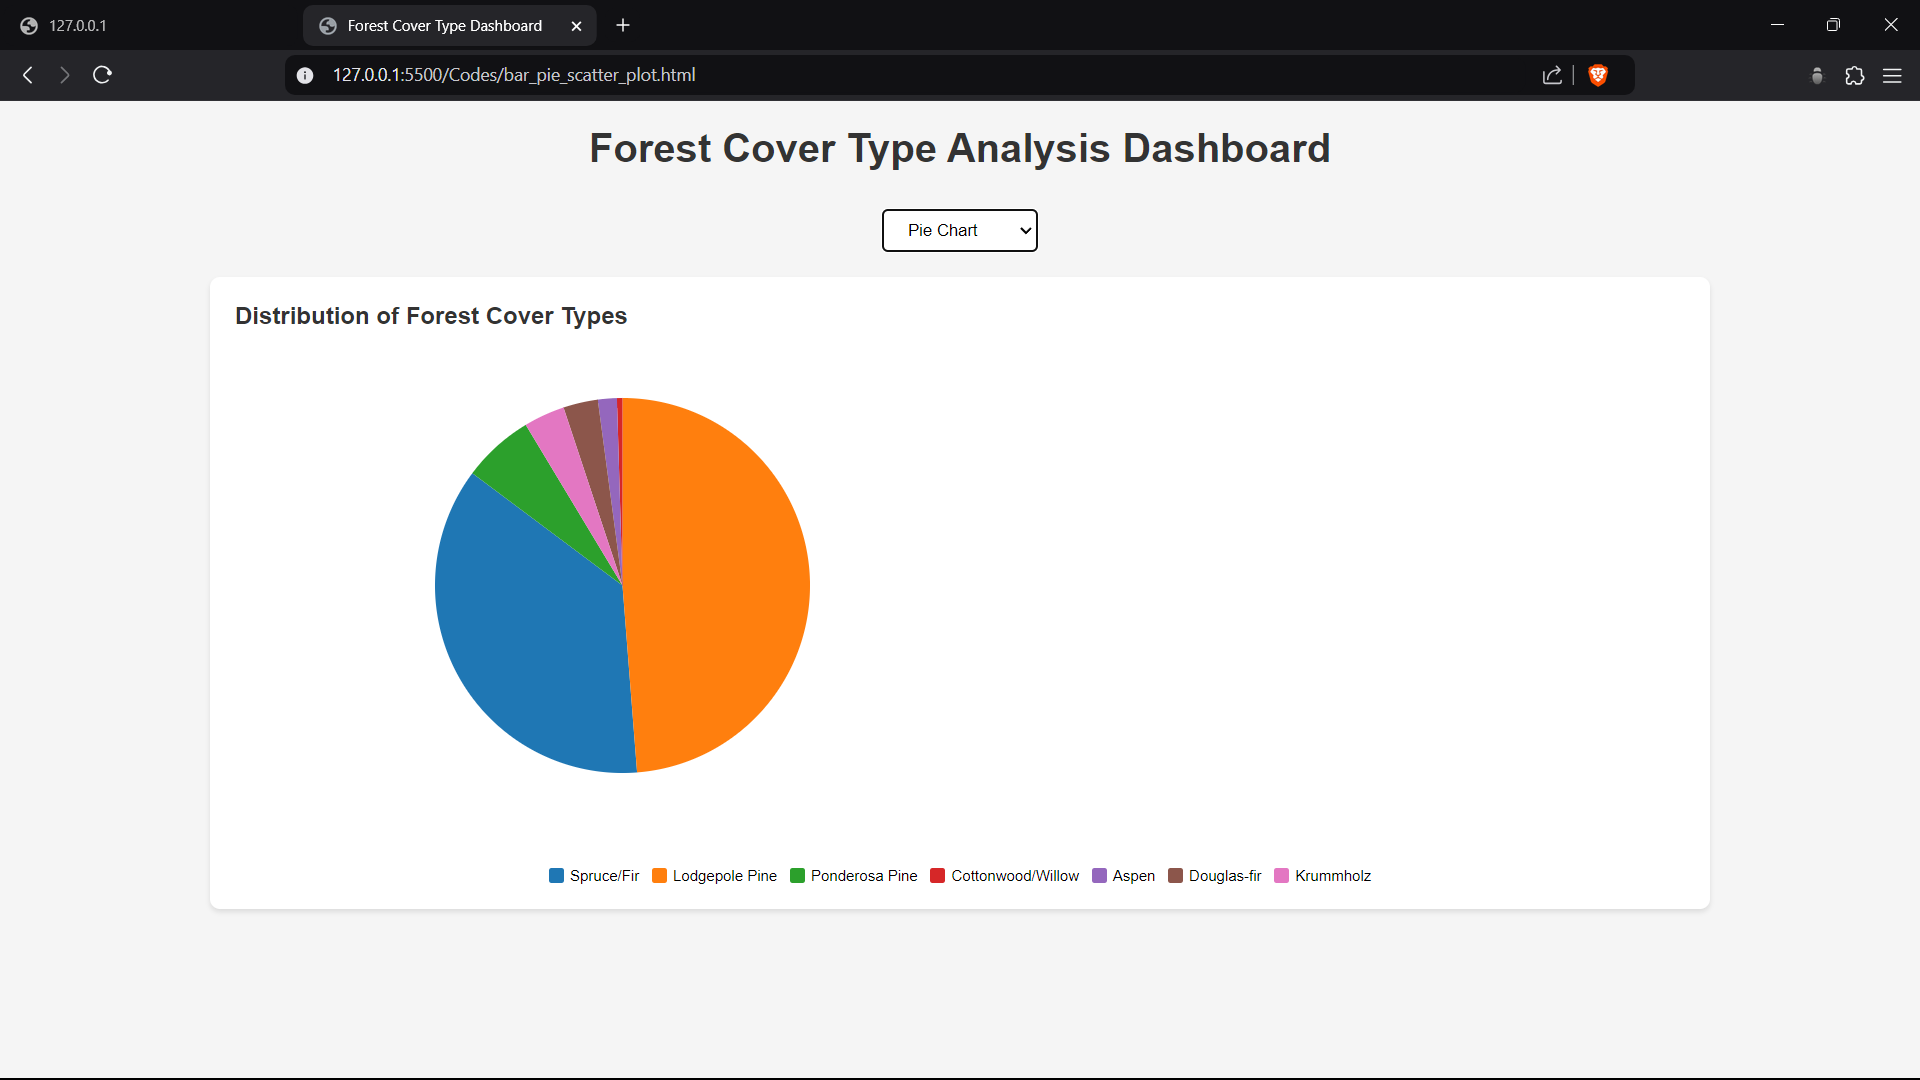 127.0.0.1
Forest Cover Type Dashboard
127.0.0.1:5500/Codes/bar_pie_scatter_plot.html
Forest Cover Type Analysis Dashboard
Pie Chart
Distribution of Forest Cover Types
Spruce/Fir Lodgepole Pine Ponderosa Pine Cottonwood/Willow Aspen Douglas-fir Krummholz